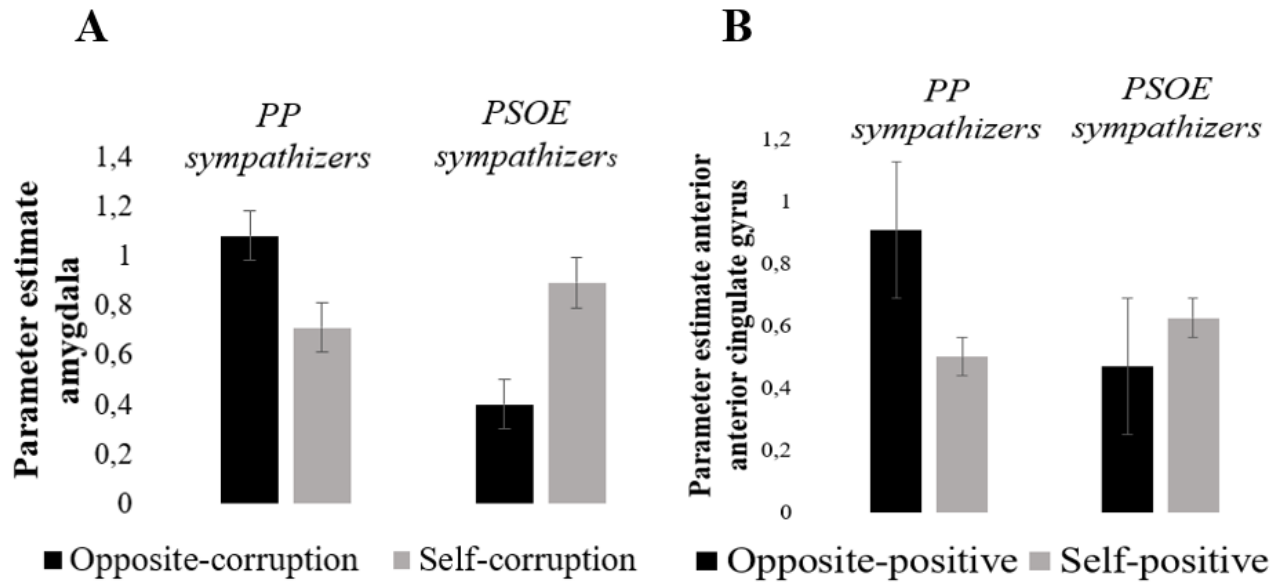 A
PP
sympathizers
PSOE
sympathizers
Parameter estimate
amygdala
1,4
1,2
1
0,8
0,6
0,4
0,2
0
Opposite-corruption
Self-corruption
B
PP
sympathizers
PSOE
sympathizers
Parameter estimate anterior
anterior cingulate gyrus
1,2
1
0,8
0,6
0,4
0,2
0
Opposite-positive
Self-positive